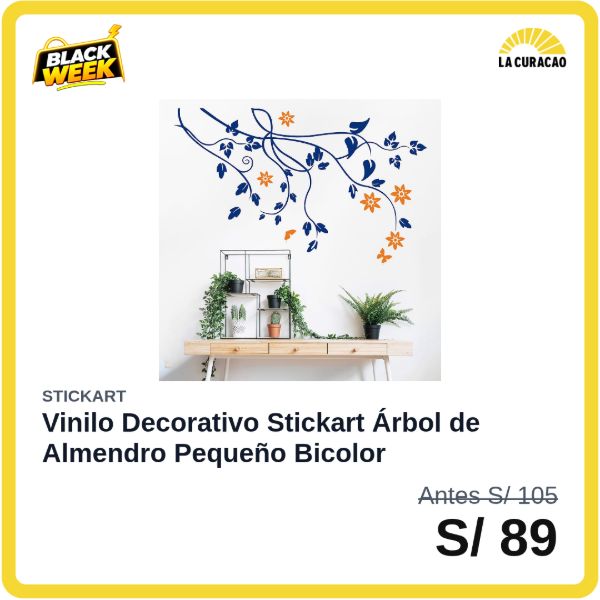 BLACK
WEEK
LA CURACAO
STICKART
Vinilo Decorativo Stickart Árbol de
Almendro Pequeño Bicolor
Antes S/ 105
S/ 89